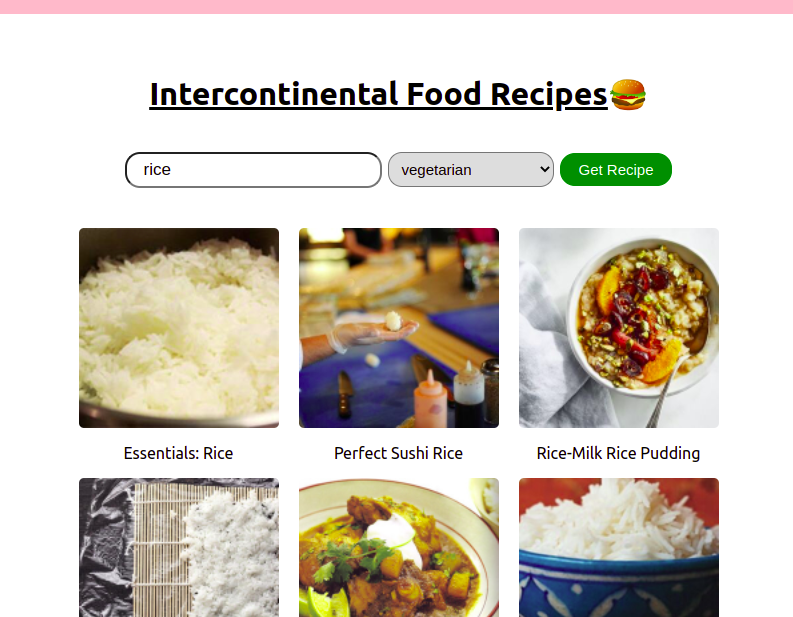 Intercontinental Food Recipes🍔
rice
vegetarian
Get Recipe
Essentials: Rice
Perfect Sushi Rice
Rice-Milk Rice Pudding